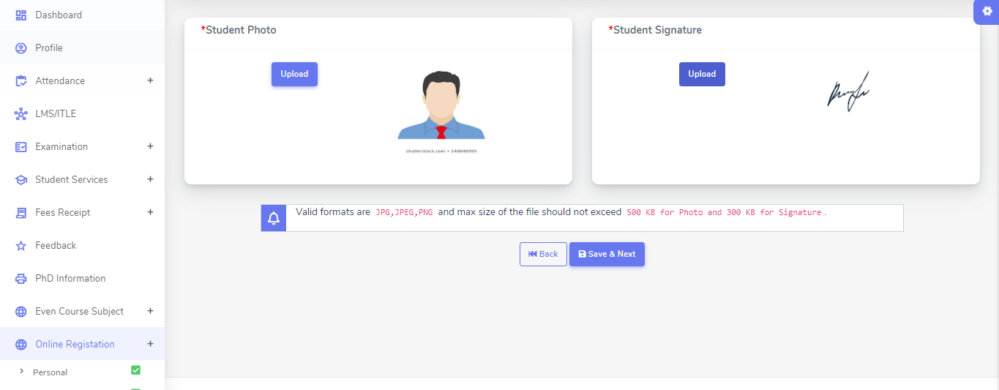 Dashboard
Profile
Attendance +
LMS/ITLE
Examination +
Student Services +
Fees Receipt +
Feedback
PhD Information
Even Course Subject +
Online Registation +
Personal
*Student Photo
Upload
shutterstock.com • 548848999
*Student Signature
Upload
Valid formats are JPG,JPEG,PNG and max size of the file should not exceed 500 KB for Photo and 300 KB for Signature.
Back
Save & Next